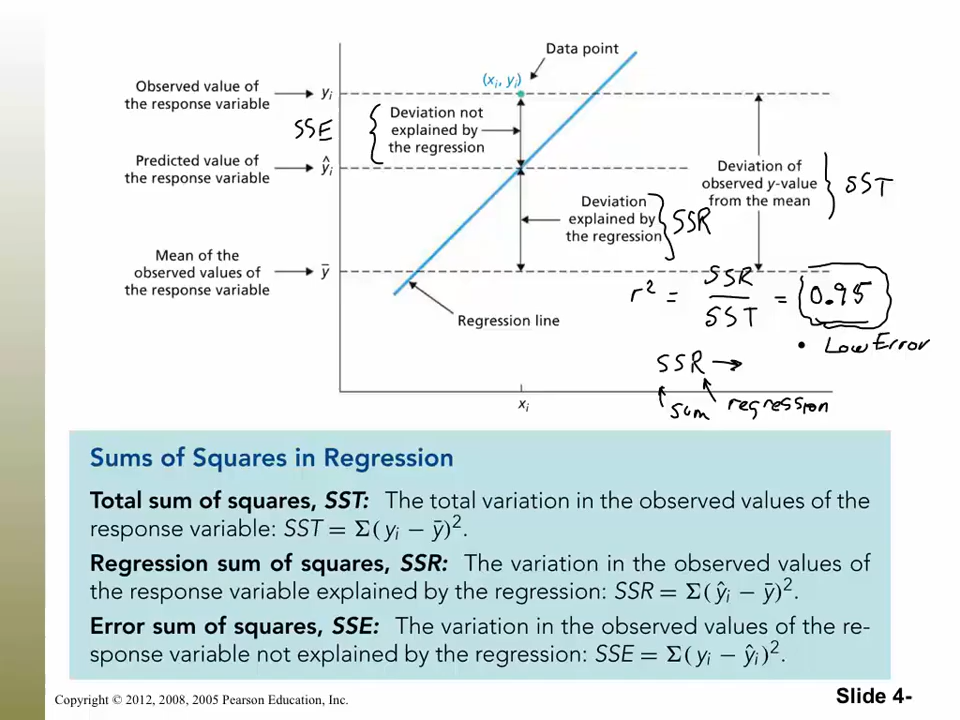 Data point
(xᵢ, yᵢ)
Observed value of
the response variable
yᵢ
SSE
Deviation not
explained by
the regression
Predicted value of
the response variable
ŷᵢ
Deviation of
observed y-value
from the mean
SST
Deviation
explained by
the regression
SSR
Mean of the
observed values of
the response variable
ȳ
Regression line
r² = SSR / SST = 0.95
• Low Error
SSR →
sum
regression
xᵢ
Sums of Squares in Regression
Total sum of squares, SST: The total variation in the observed values of the
response variable: SST = Σ(yᵢ − ȳ)².
Regression sum of squares, SSR: The variation in the observed values of
the response variable explained by the regression: SSR = Σ(ŷᵢ − ȳ)².
Error sum of squares, SSE: The variation in the observed values of the re-
sponse variable not explained by the regression: SSE = Σ(yᵢ − ŷᵢ)².
Copyright © 2012, 2008, 2005 Pearson Education, Inc.
Slide 4-